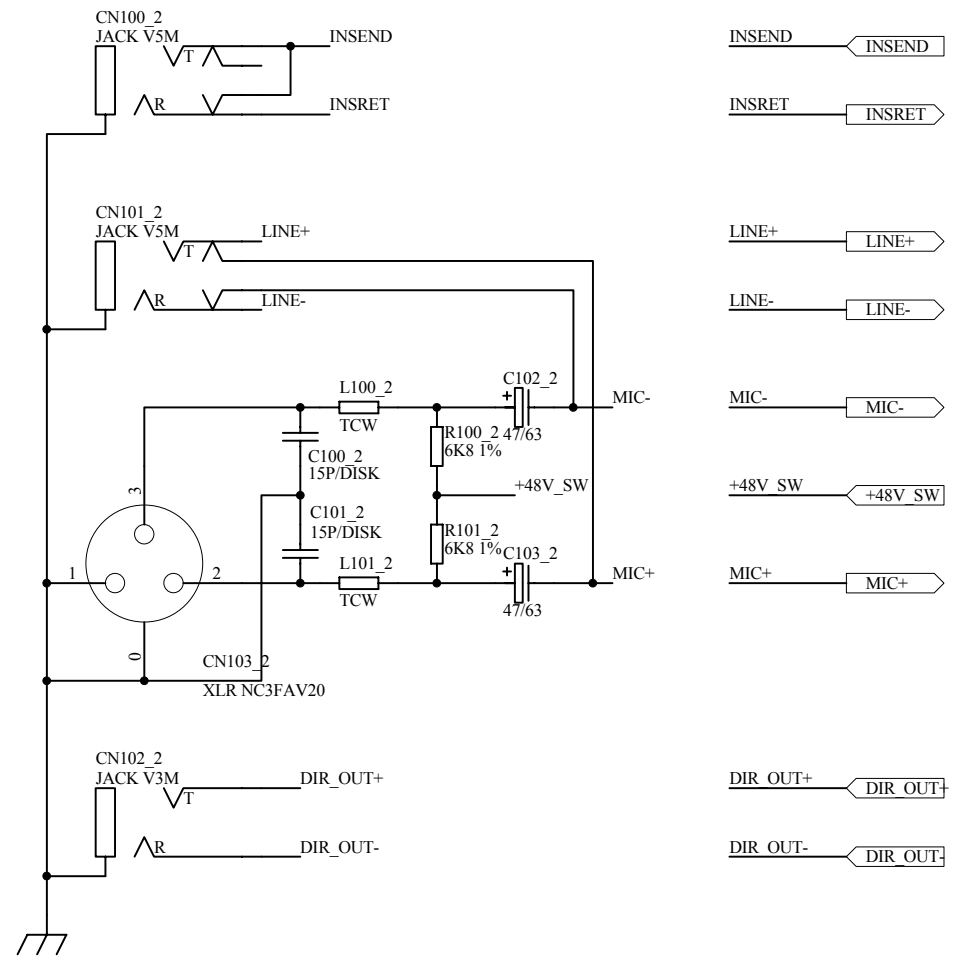 CN100_2
JACK V5M
T
INSEND
R
INSRET
INSEND
INSEND
INSRET
INSRET
CN101_2
JACK V5M
T
LINE+
R
LINE-
LINE+
LINE+
LINE-
LINE-
L100_2
TCW
C102_2
+
47/63
MIC-
MIC-
MIC-
R100_2
6K8 1%
C100_2
15P/DISK
+48V_SW
+48V_SW
+48V_SW
C101_2
15P/DISK
R101_2
6K8 1%
L101_2
TCW
C103_2
+
47/63
MIC+
MIC+
MIC+
3
1
2
0
CN103_2
XLR NC3FAV20
CN102_2
JACK V3M
T
DIR_OUT+
R
DIR_OUT-
DIR_OUT+
DIR_OUT+
DIR_OUT-
DIR_OUT-